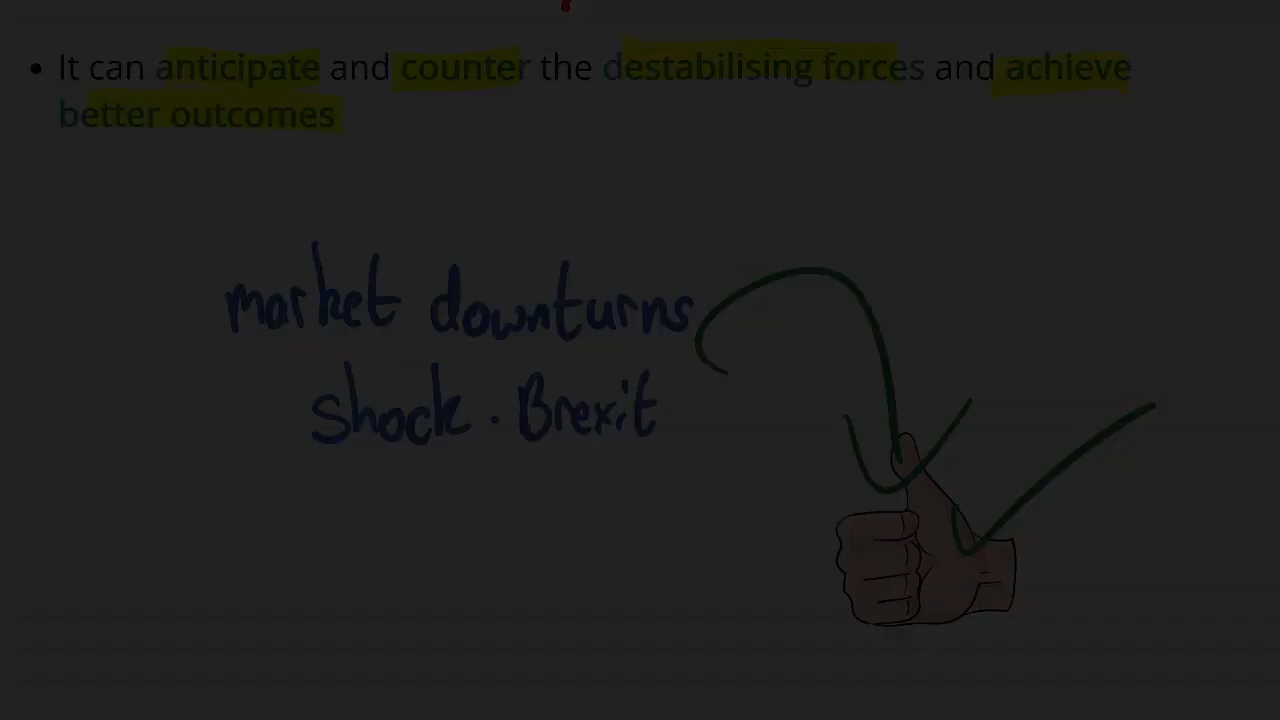 • It can anticipate and counter the destabilising forces and achieve
better outcomes
market downturns
shock . Brexit